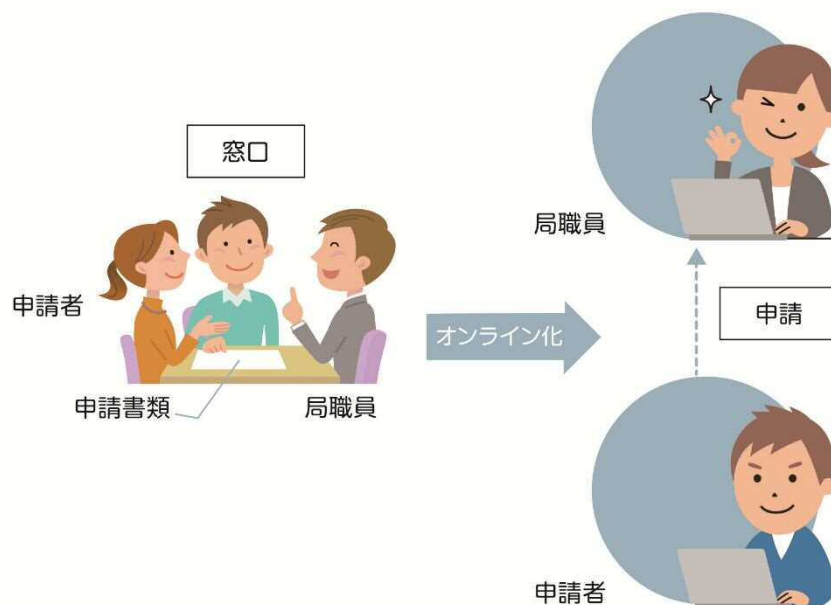 窓口
申請者
申請書類
局職員
オンライン化
局職員
申請
申請者